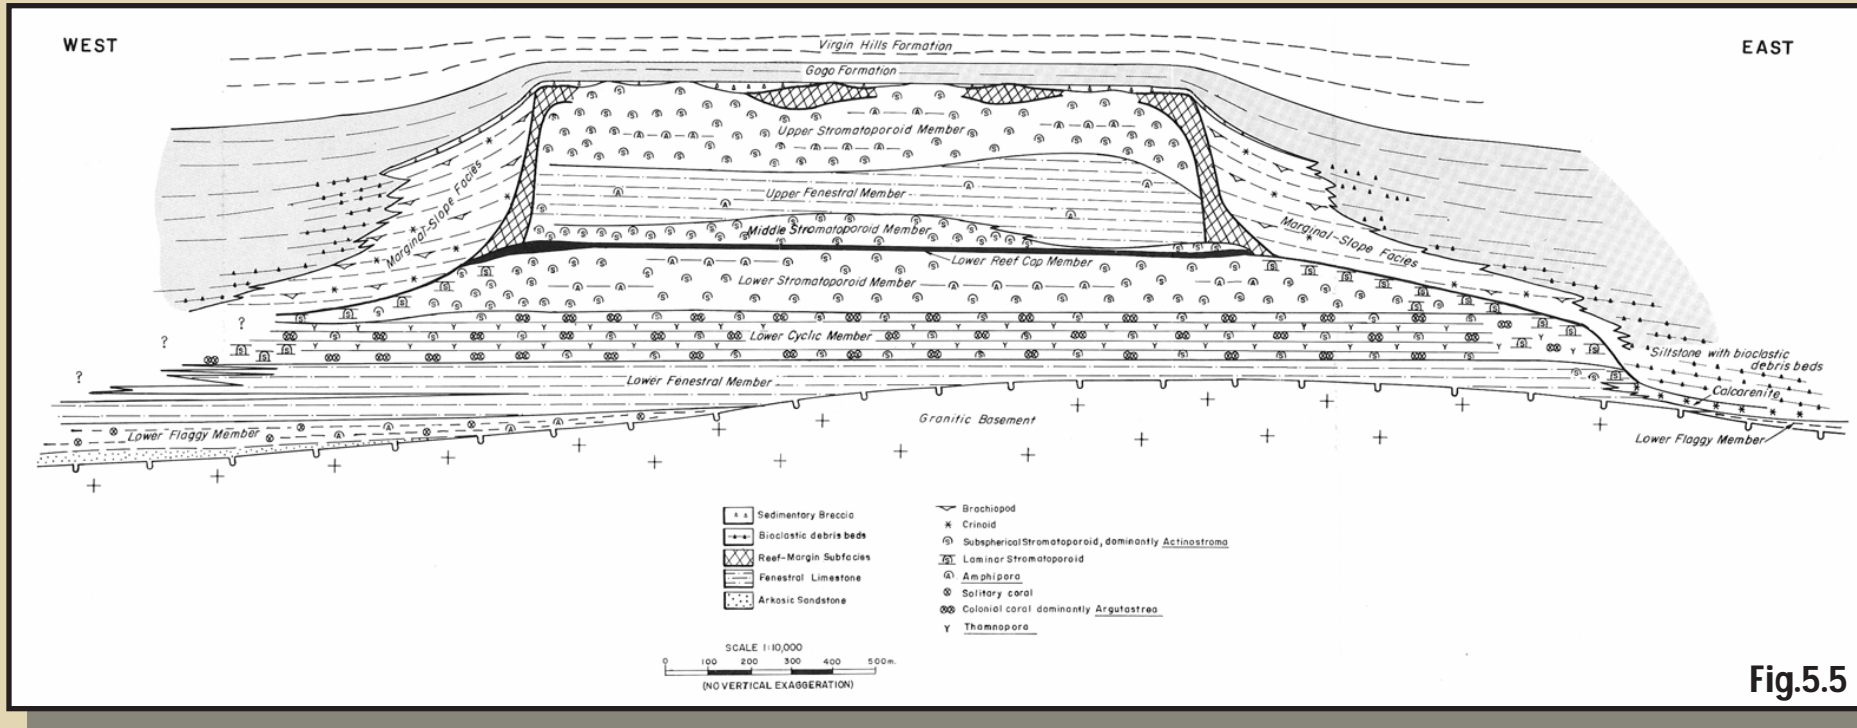 WEST
EAST
Virgin Hills Formation
Gogo Formation
Upper Stromatoporoid Member
Upper Fenestral Member
Middle Stromatoporoid Member
Lower Reef Cap Member
Lower Stromatoporoid Member
Marginal-Slope Facies
Marginal-Slope Facies
?
?
?
Lower Cyclic Member
Lower Fenestral Member
Lower Flaggy Member
Granitic Basement
Siltstone with bioclastic
debris beds
Calcarenite
Lower Flaggy Member
Sedimentary Breccia
Bioclastic debris beds
Reef-Margin Subfacies
Fenestral Limestone
Arkosic Sandstone
Brachiopod
Crinoid
Subspherical Stromatoporoid, dominantly Actinostroma
Laminar Stromatoporoid
Amphipora
Solitary coral
Colonial coral dominantly Argutastrea
Thamnopora
SCALE 1:10,000
0 100 200 300 400 500m.
(NO VERTICAL EXAGGERATION)
Fig.5.5